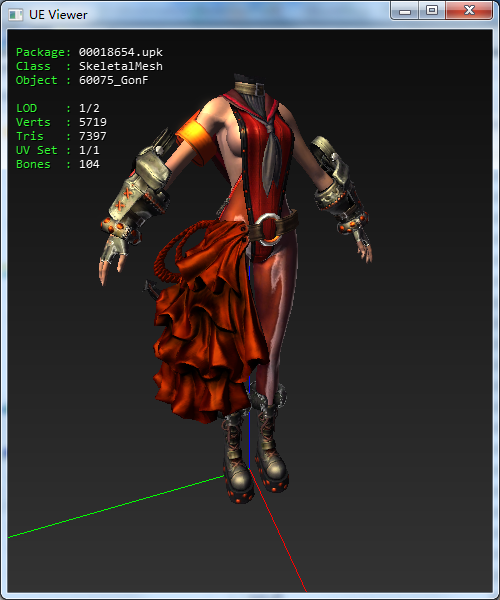 UE Viewer
Package: 00018654.upk
Class : SkeletalMesh
Object : 60075_GonF
LOD : 1/2
Verts : 5719
Tris : 7397
UV Set : 1/1
Bones : 104